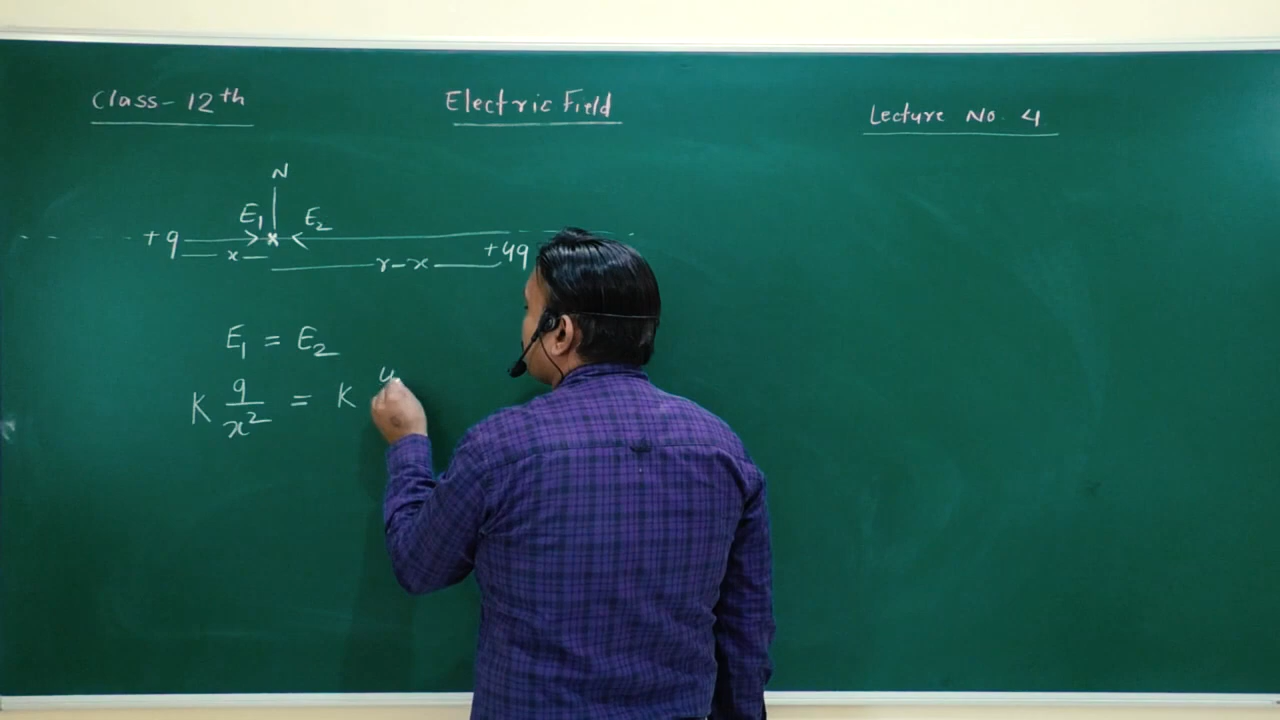 Class- 12th
Electric Field
Lecture No. 4
N
E₁ E₂
+ q x +4q
r-x
E₁ = E₂
K q/x² = K 4